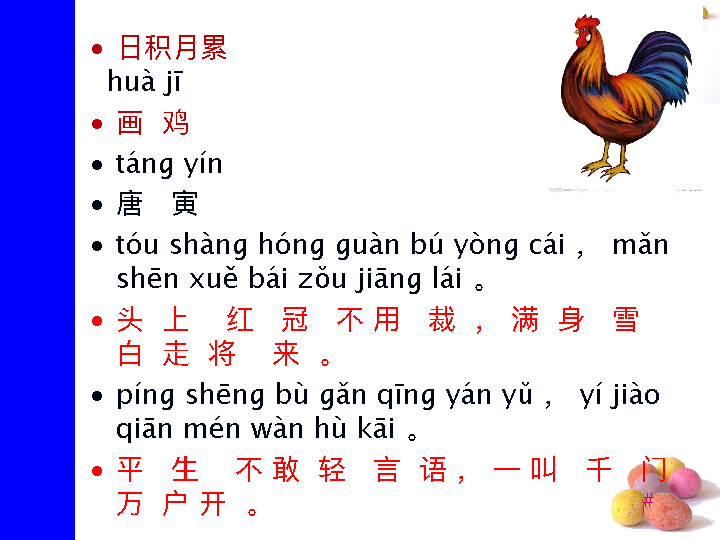 日积月累
huà jī
画 鸡
táng yín
唐 寅
tóu shàng hóng guàn bú yòng cái , mǎn
shēn xuě bái zǒu jiāng lái 。
头 上 红 冠 不 用 裁 , 满 身 雪
白 走 将 来 。
píng shēng bù gǎn qīng yán yǔ , yí jiào
qiān mén wàn hù kāi 。
平 生 不 敢 轻 言 语 , 一 叫 千 门
万 户 开 。
#